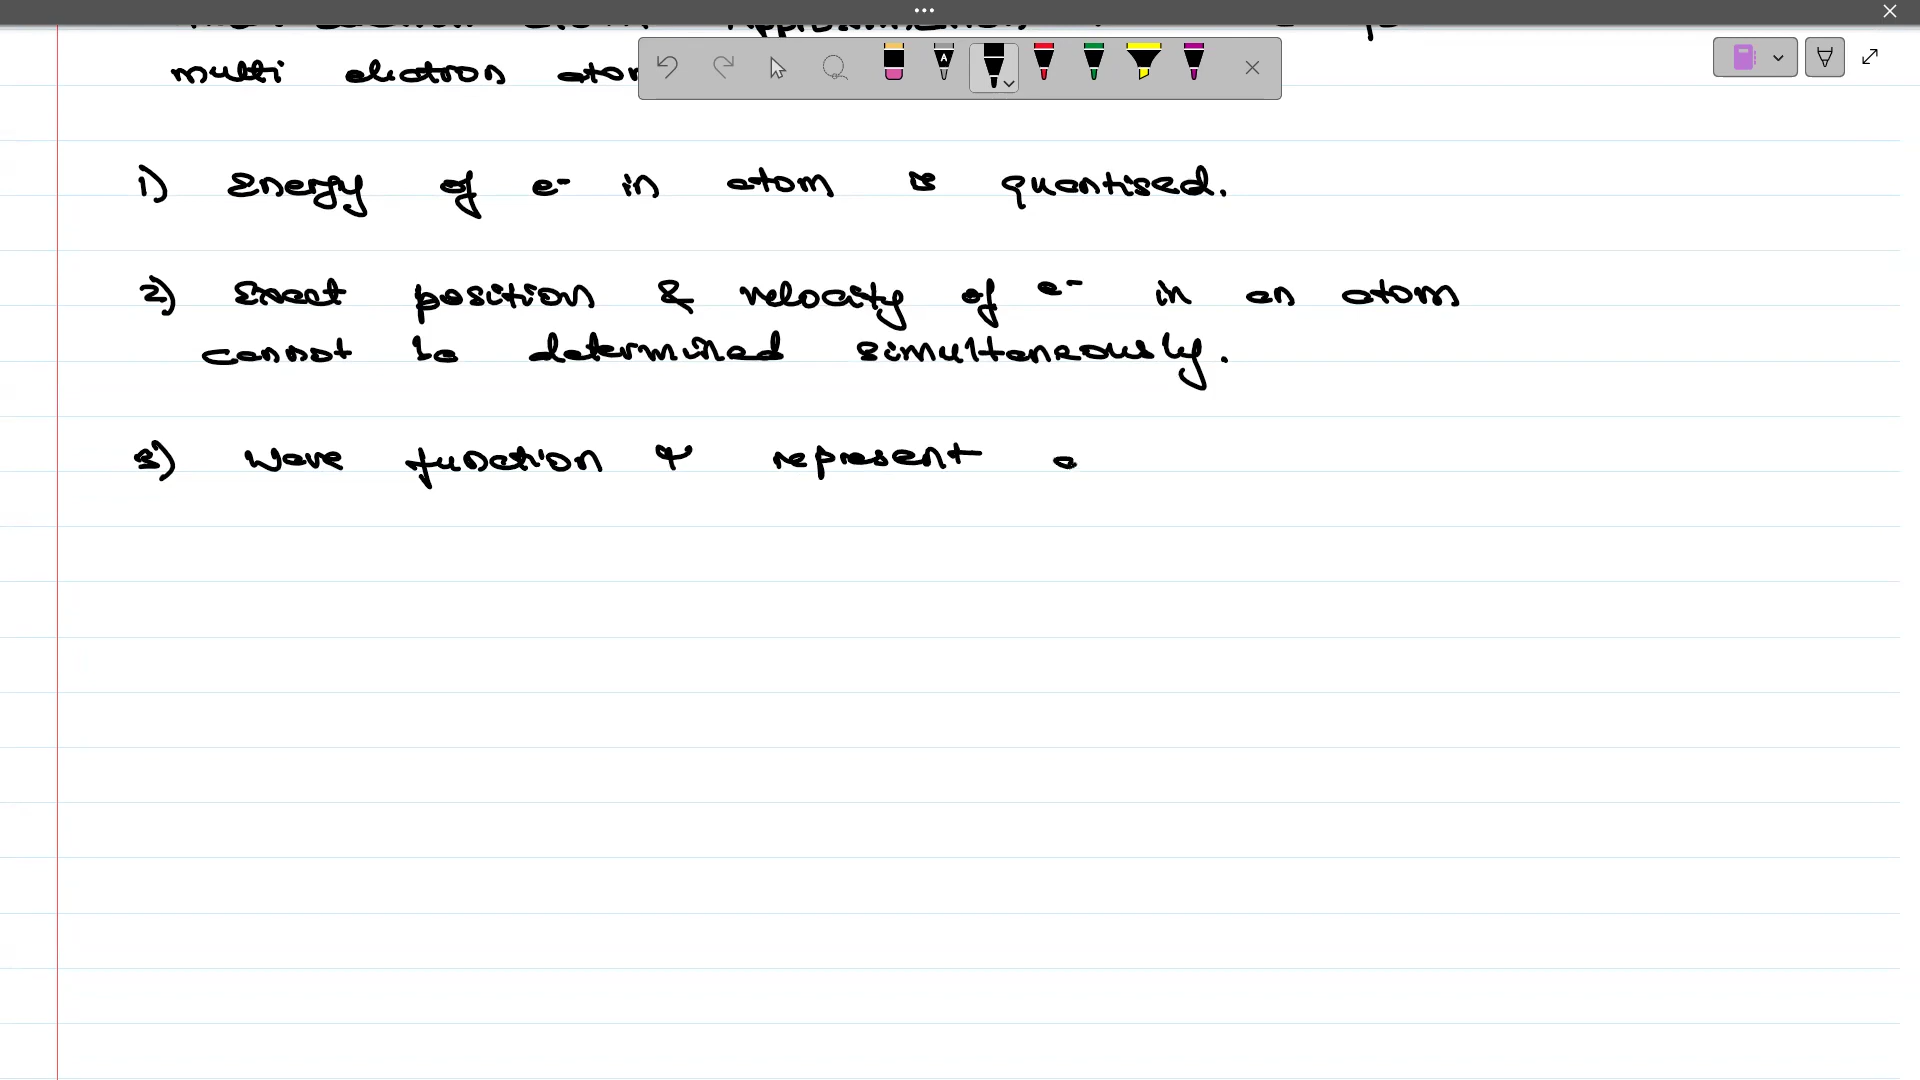 multi electron
1) Energy of e⁻ in atom is quantised.
2) Exact position & velocity of e⁻ in an atom
cannot be determined simultaneously.
3) Wave function ψ represent a